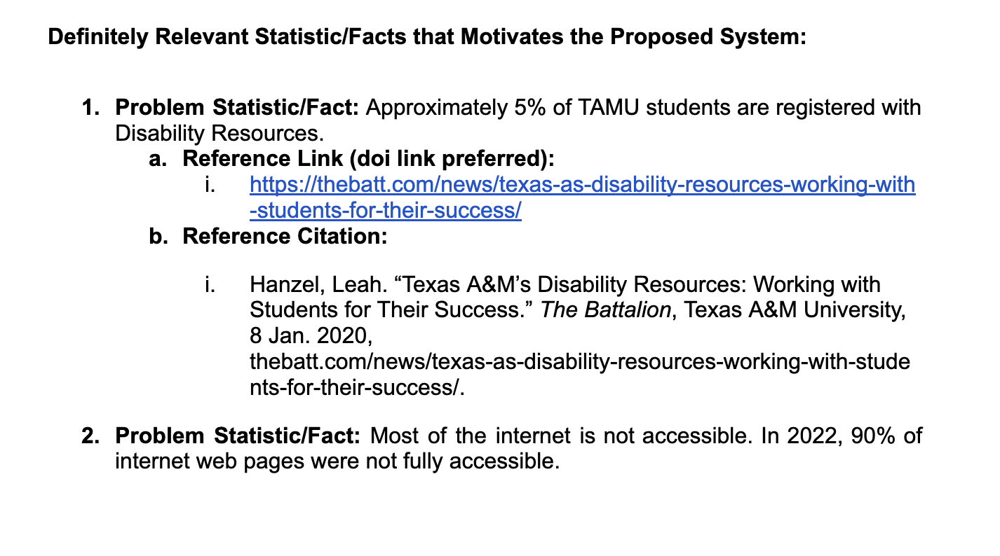 Definitely Relevant Statistic/Facts that Motivates the Proposed System:
1. Problem Statistic/Fact: Approximately 5% of TAMU students are registered with
Disability Resources.
a. Reference Link (doi link preferred):
i. https://thebatt.com/news/texas-as-disability-resources-working-with
-students-for-their-success/
b. Reference Citation:
i. Hanzel, Leah. “Texas A&M’s Disability Resources: Working with
Students for Their Success.” The Battalion, Texas A&M University,
8 Jan. 2020,
thebatt.com/news/texas-as-disability-resources-working-with-stude
nts-for-their-success/.
2. Problem Statistic/Fact: Most of the internet is not accessible. In 2022, 90% of
internet web pages were not fully accessible.